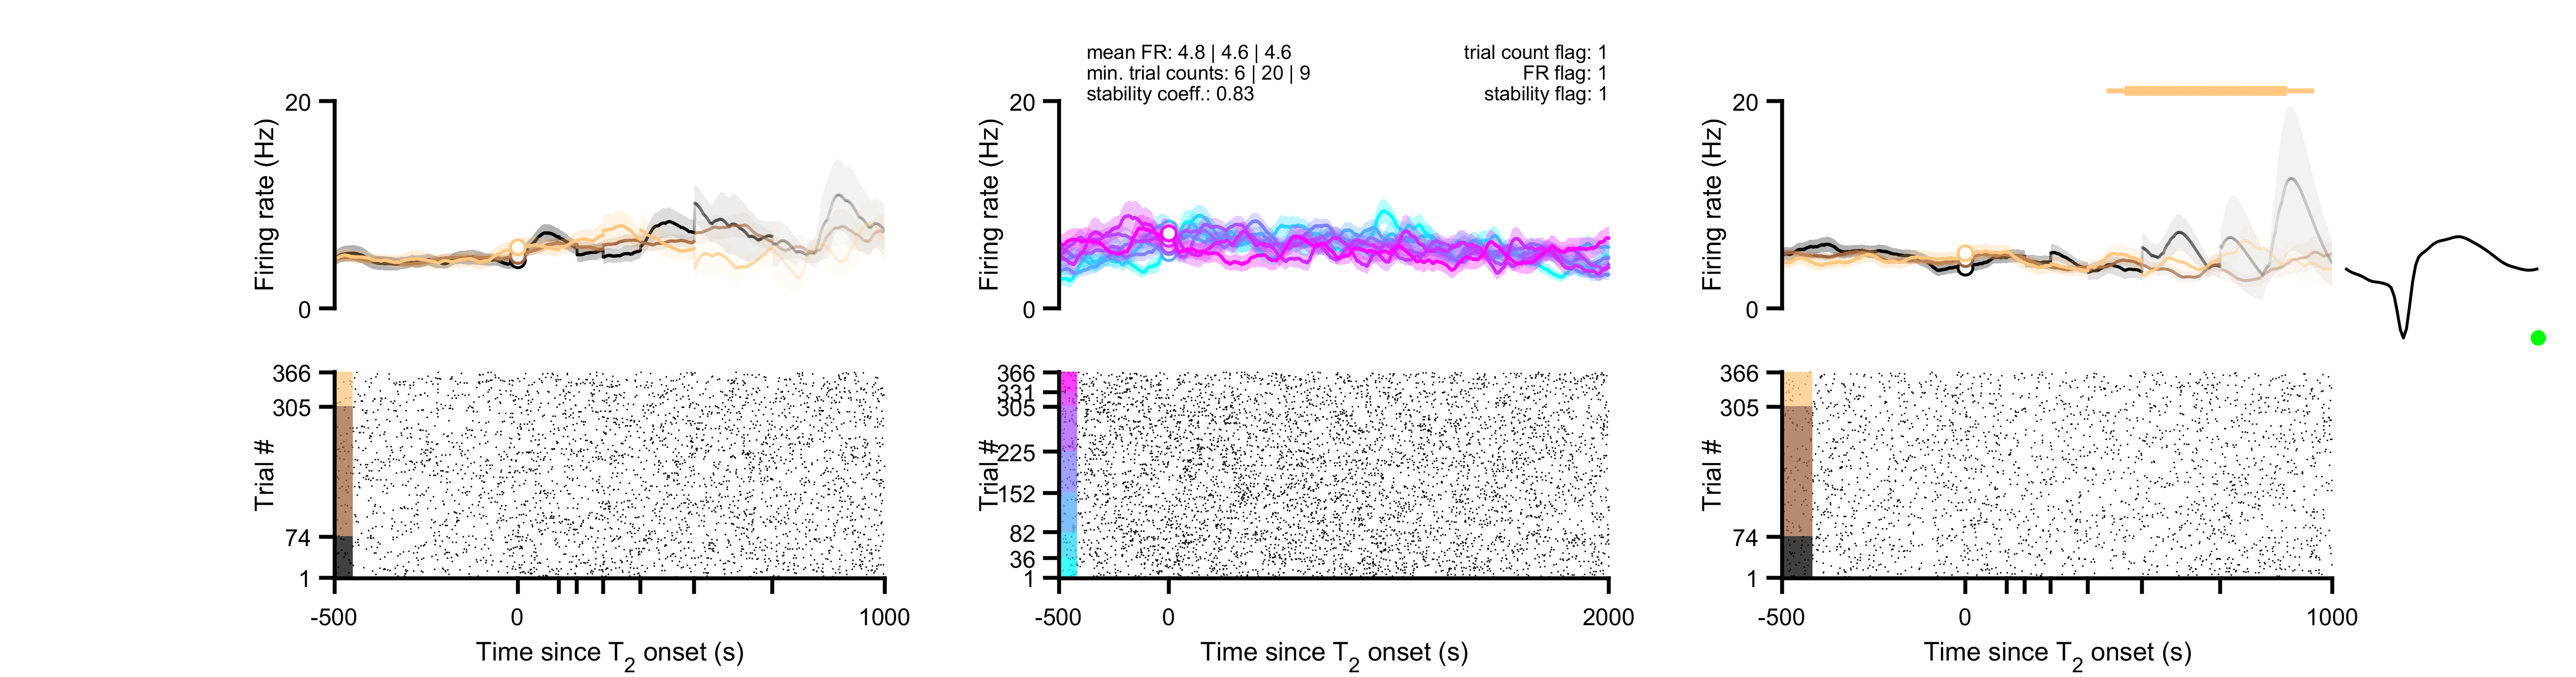 mean FR: 4.8 | 4.6 | 4.6
min. trial counts: 6 | 20 | 9
stability coeff.: 0.83
trial count flag: 1
FR flag: 1
stability flag: 1
20
Firing rate (Hz)
0
366
305
Trial #
74
1
-500
0
1000
Time since T2 onset (s)
20
Firing rate (Hz)
0
366
331
305
Trial #
225
152
82
36
1
-500
0
2000
Time since T2 onset (s)
20
Firing rate (Hz)
0
366
305
Trial #
74
1
-500
0
1000
Time since T2 onset (s)